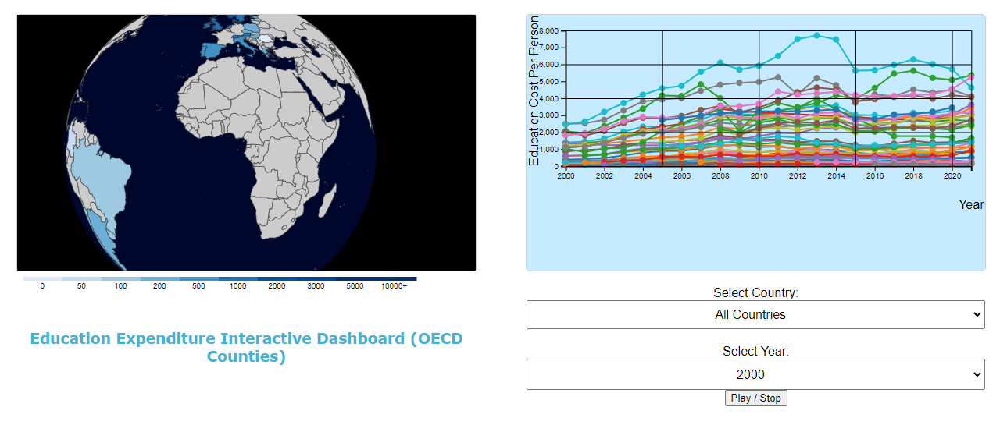 0 50 100 200 500 1000 2000 3000 5000 10000+
Education Expenditure Interactive Dashboard (OECD
Counties)
Education Cost Per Person
8,000
7,000
6,000
5,000
4,000
3,000
2,000
1,000
0
2000 2002 2004 2006 2008 2010 2012 2014 2016 2018 2020
Year
Select Country:
All Countries
Select Year:
2000
Play / Stop